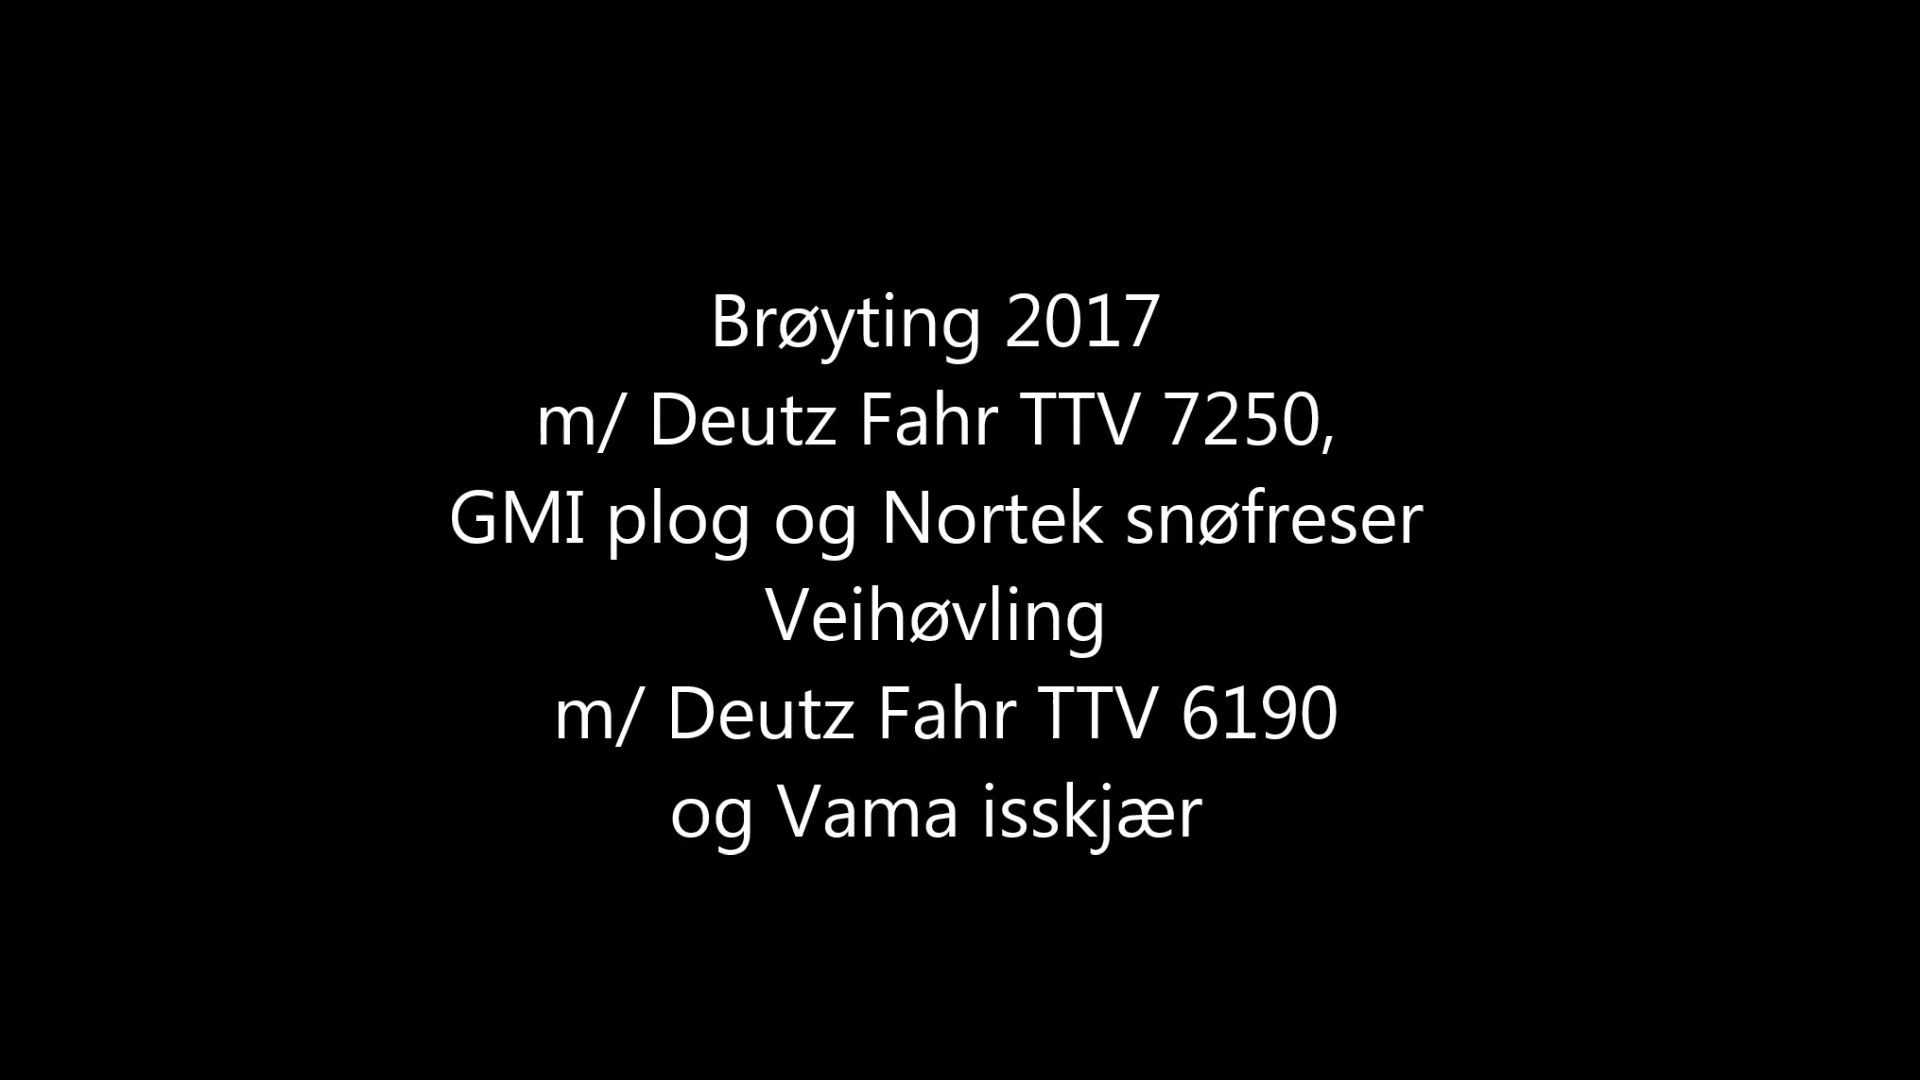 Brøyting 2017
m/ Deutz Fahr TTV 7250,
GMI plog og Nortek snøfreser
Veihøvling
m/ Deutz Fahr TTV 6190
og Vama isskjær